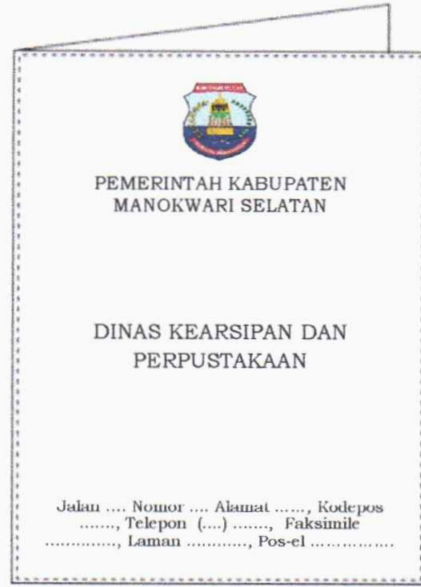 PEMERINTAH KABUPATEN
MANOKWARI SELATAN
DINAS KEARSIPAN DAN
PERPUSTAKAAN
Jalan .... Nomor .... Alamat ......, Kodepos
......., Telepon (....) ......., Faksimile
............., Laman ..........., Pos-el ...............